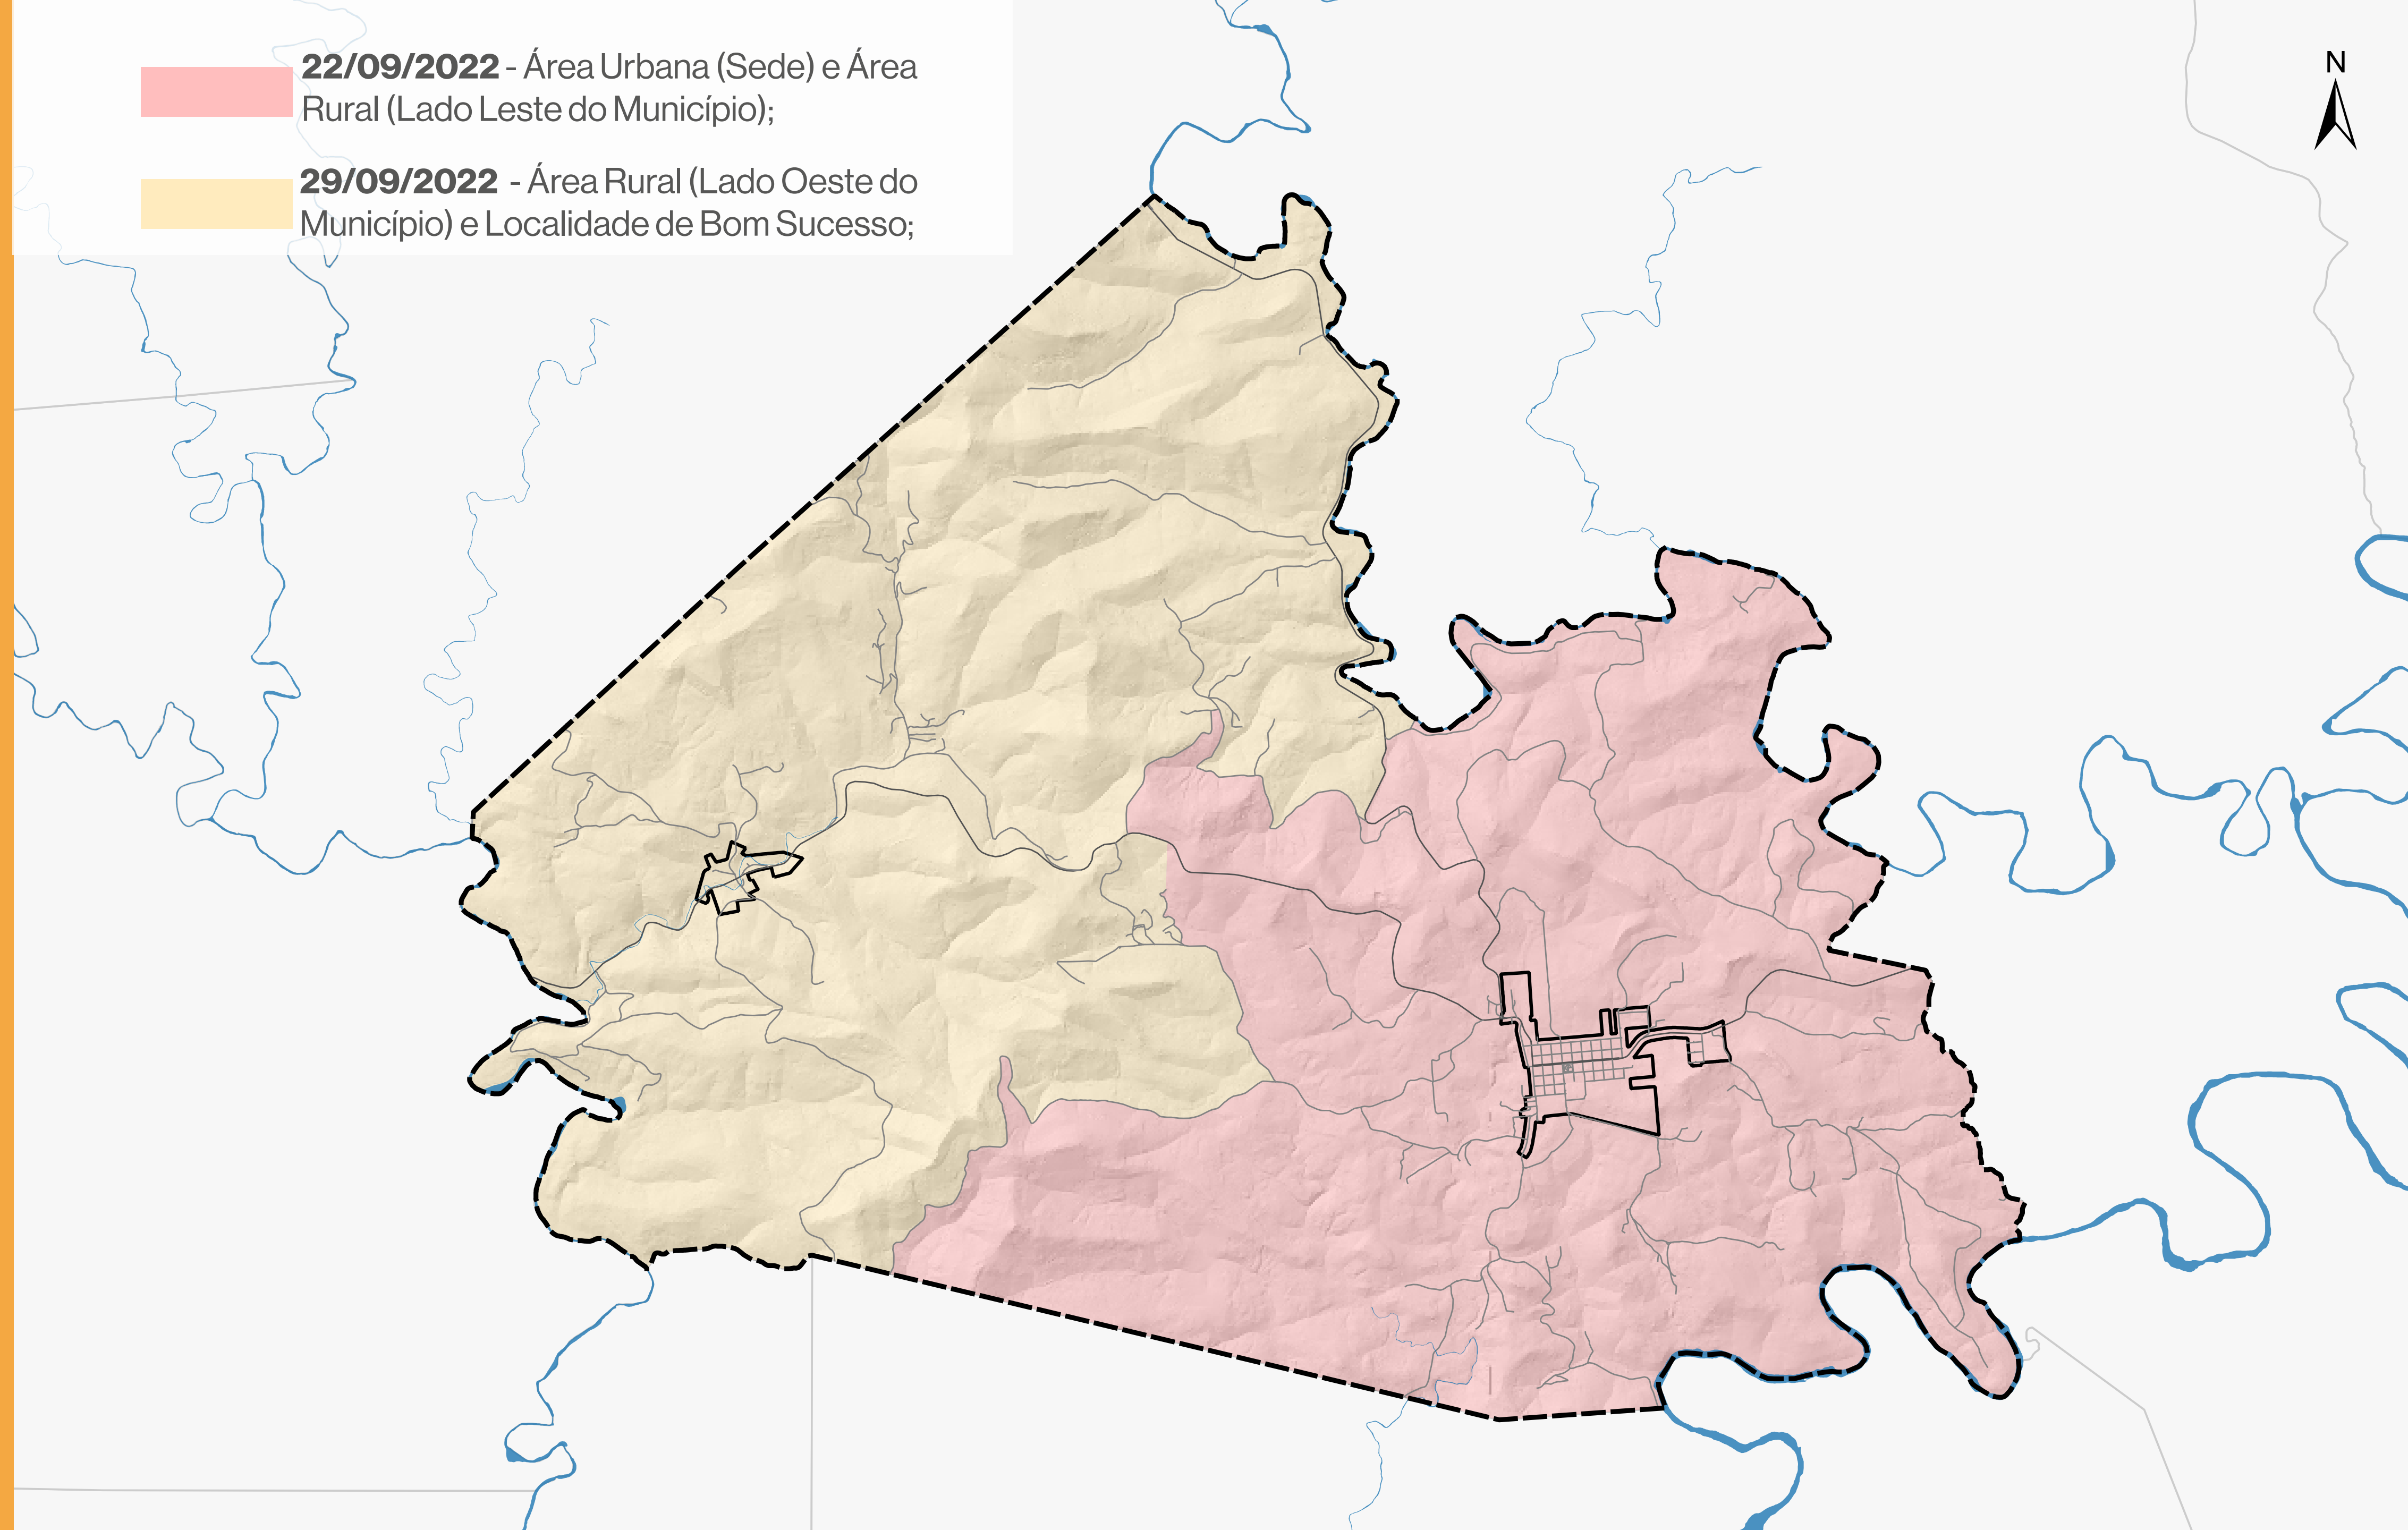 22/09/2022 - Área Urbana (Sede) e Área
Rural (Lado Leste do Município);
29/09/2022 - Área Rural (Lado Oeste do
Município) e Localidade de Bom Sucesso;
N